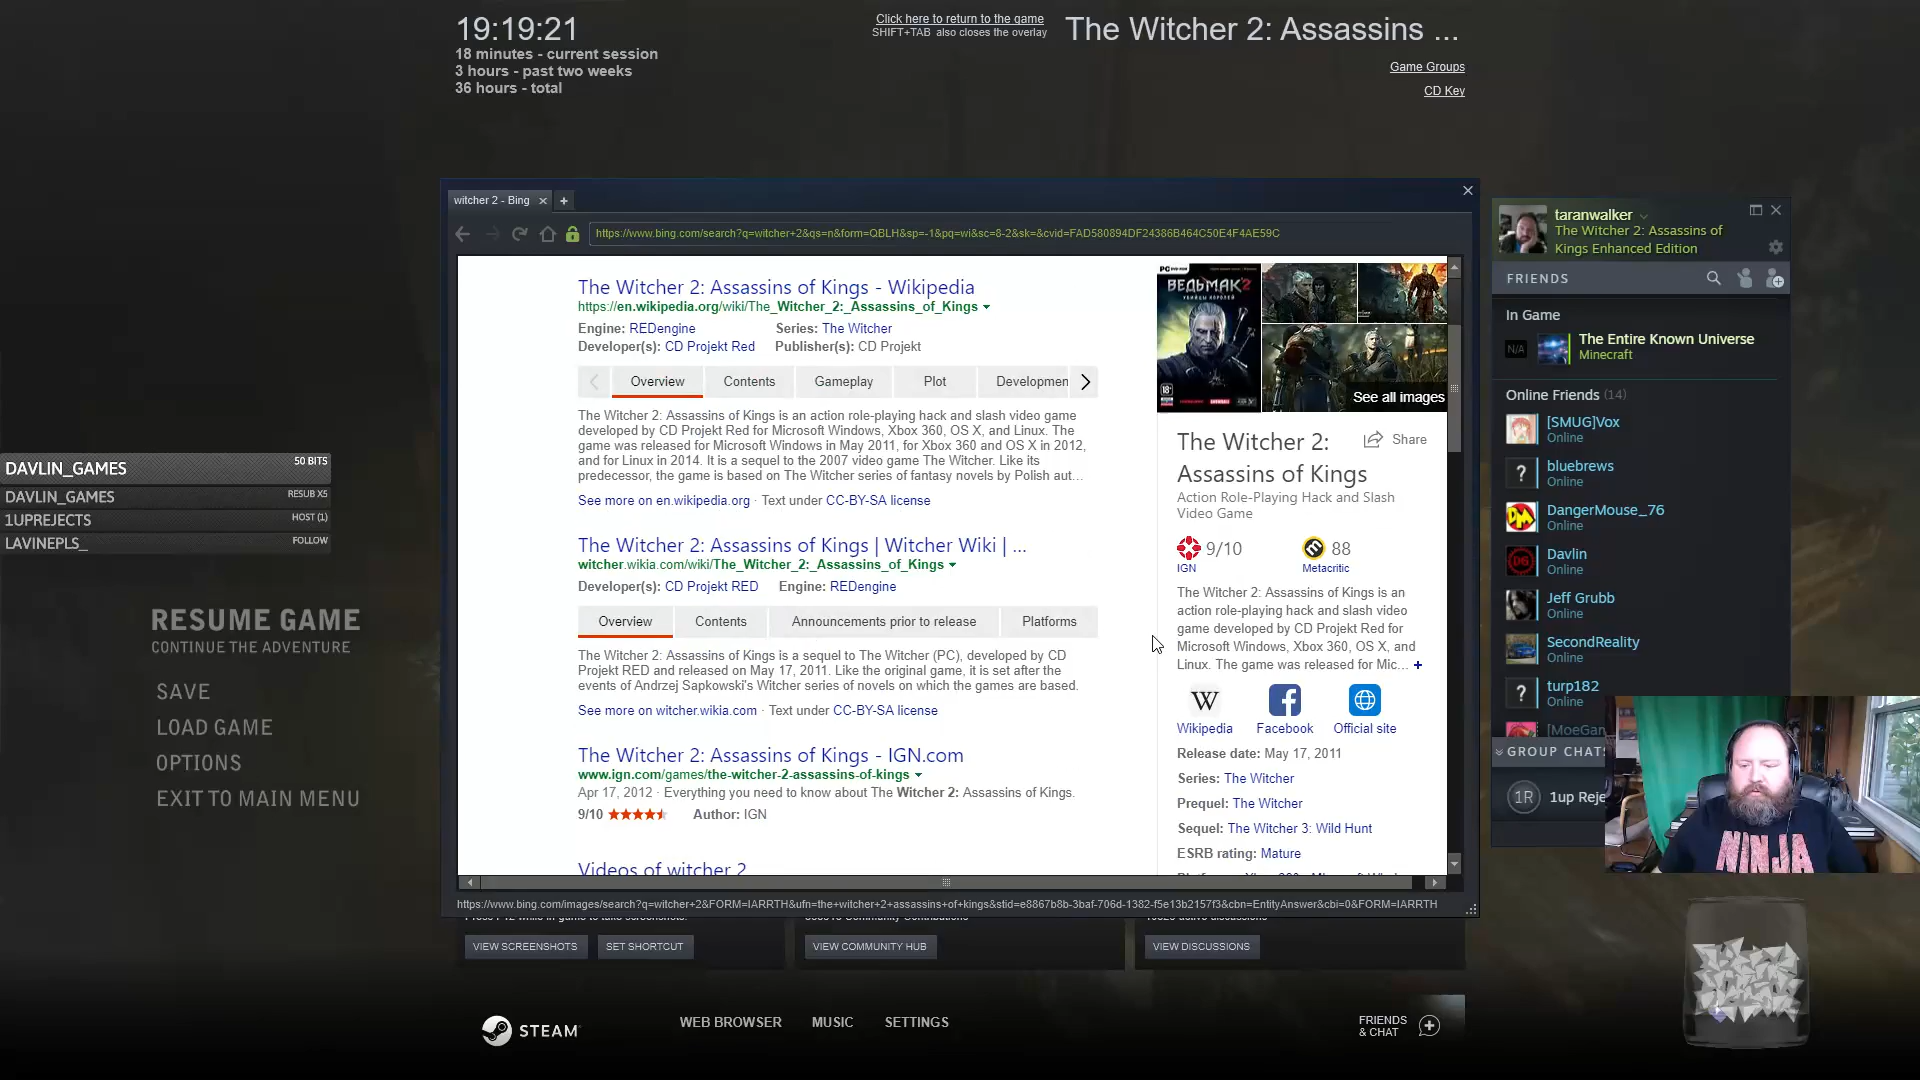 19:19:21
18 minutes - current session
3 hours - past two weeks
36 hours - total
Click here to return to the game
SHIFT+TAB also closes the overlay
The Witcher 2: Assassins ...
Game Groups
CD Key
witcher 2 - Bing
https://www.bing.com/search?q=witcher+2&qs=n&form=QBLH&sp=-1&pq=wi&sc=8-2&sk=&cvid=FAD580894DF24386B464C50E4F4AE59C
The Witcher 2: Assassins of Kings - Wikipedia
https://en.wikipedia.org/wiki/The_Witcher_2:_Assassins_of_Kings
Engine: REDengine Series: The Witcher
Developer(s): CD Projekt Red Publisher(s): CD Projekt
Overview Contents Gameplay Plot Developmen
The Witcher 2: Assassins of Kings is an action role-playing hack and slash video game
developed by CD Projekt Red for Microsoft Windows, Xbox 360, OS X, and Linux. The
game was released for Microsoft Windows in May 2011, for Xbox 360 and OS X in 2012,
and for Linux in 2014. It is a sequel to the 2007 video game The Witcher. Like its
predecessor, the game is based on The Witcher series of fantasy novels by Polish aut...
See more on en.wikipedia.org · Text under CC-BY-SA license
The Witcher 2: Assassins of Kings | Witcher Wiki | ...
witcher.wikia.com/wiki/The_Witcher_2:_Assassins_of_Kings
Developer(s): CD Projekt RED Engine: REDengine
Overview Contents Announcements prior to release Platforms
The Witcher 2: Assassins of Kings is a sequel to The Witcher (PC), developed by CD
Projekt RED and released on May 17, 2011. Like the original game, it is set after the
events of Andrzej Sapkowski's Witcher series of novels on which the games are based.
See more on witcher.wikia.com · Text under CC-BY-SA license
The Witcher 2: Assassins of Kings - IGN.com
www.ign.com/games/the-witcher-2-assassins-of-kings
Apr 17, 2012 · Everything you need to know about The Witcher 2: Assassins of Kings.
9/10 Author: IGN
Videos of witcher 2
PC DVD-ROM
ВЕДЬМАК 2
УБИЙЦЫ КОРОЛЕЙ
18+
See all images
The Witcher 2:
Assassins of Kings
Share
Action Role-Playing Hack and Slash
Video Game
9/10
IGN
88
Metacritic
The Witcher 2: Assassins of Kings is an
action role-playing hack and slash video
game developed by CD Projekt Red for
Microsoft Windows, Xbox 360, OS X, and
Linux. The game was released for Mic...
Wikipedia Facebook Official site
Release date: May 17, 2011
Series: The Witcher
Prequel: The Witcher
Sequel: The Witcher 3: Wild Hunt
ESRB rating: Mature
https://www.bing.com/images/search?q=witcher+2&FORM=IARRTH&ufn=the+witcher+2+assassins+of+kings&stid=e8867b8b-3baf-706d-1382-f5e13b2157f3&cbn=EntityAnswer&cbi=0&FORM=IARRTH
VIEW SCREENSHOTS SET SHORTCUT VIEW COMMUNITY HUB VIEW DISCUSSIONS
STEAM
WEB BROWSER MUSIC SETTINGS
FRIENDS
& CHAT
DAVLIN_GAMES 50 BITS
DAVLIN_GAMES RESUB X5
1UPREJECTS HOST (1)
LAVINEPLS_ FOLLOW
RESUME GAME
CONTINUE THE ADVENTURE
SAVE
LOAD GAME
OPTIONS
EXIT TO MAIN MENU
taranwalker
The Witcher 2: Assassins of
Kings Enhanced Edition
FRIENDS
In Game
N/A
The Entire Known Universe
Minecraft
Online Friends (14)
[SMUG]Vox
Online
bluebrews
Online
DangerMouse_76
Online
Davlin
Online
Jeff Grubb
Online
SecondReality
Online
turp182
Online
[MoeGam
GROUP CHATS
1R 1up Reje
NINJA